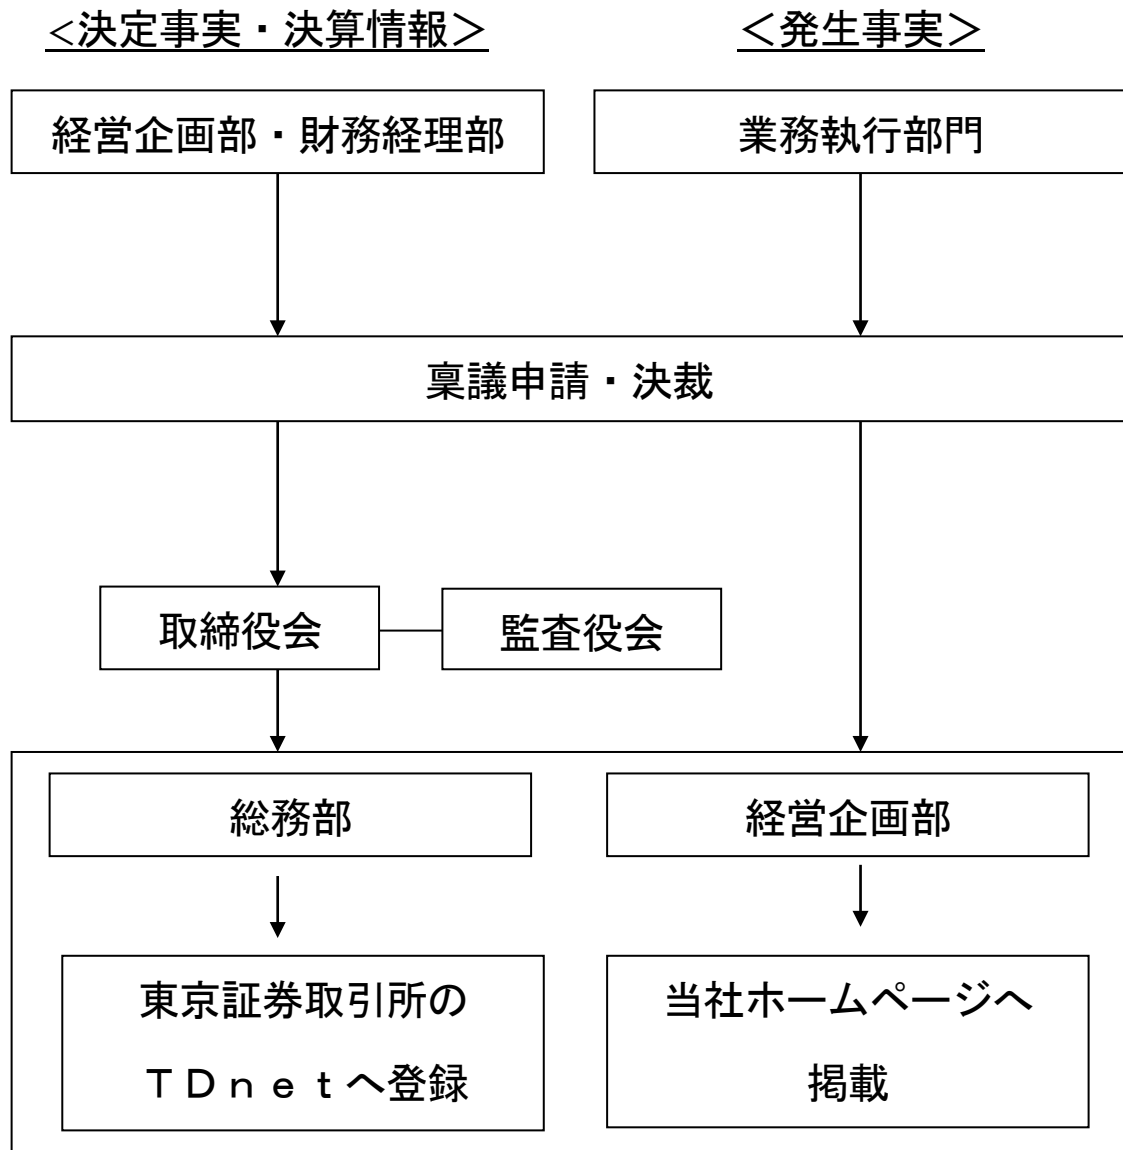 <決定事実・決算情報＞
＜発生事実＞
経営企画部・財務経理部
業務執行部門
稟議申請・決裁
取締役会
監査役会
総務部
経営企画部
東京証券取引所の
ＴＤｎｅｔへ登録
当社ホームページへ
掲載